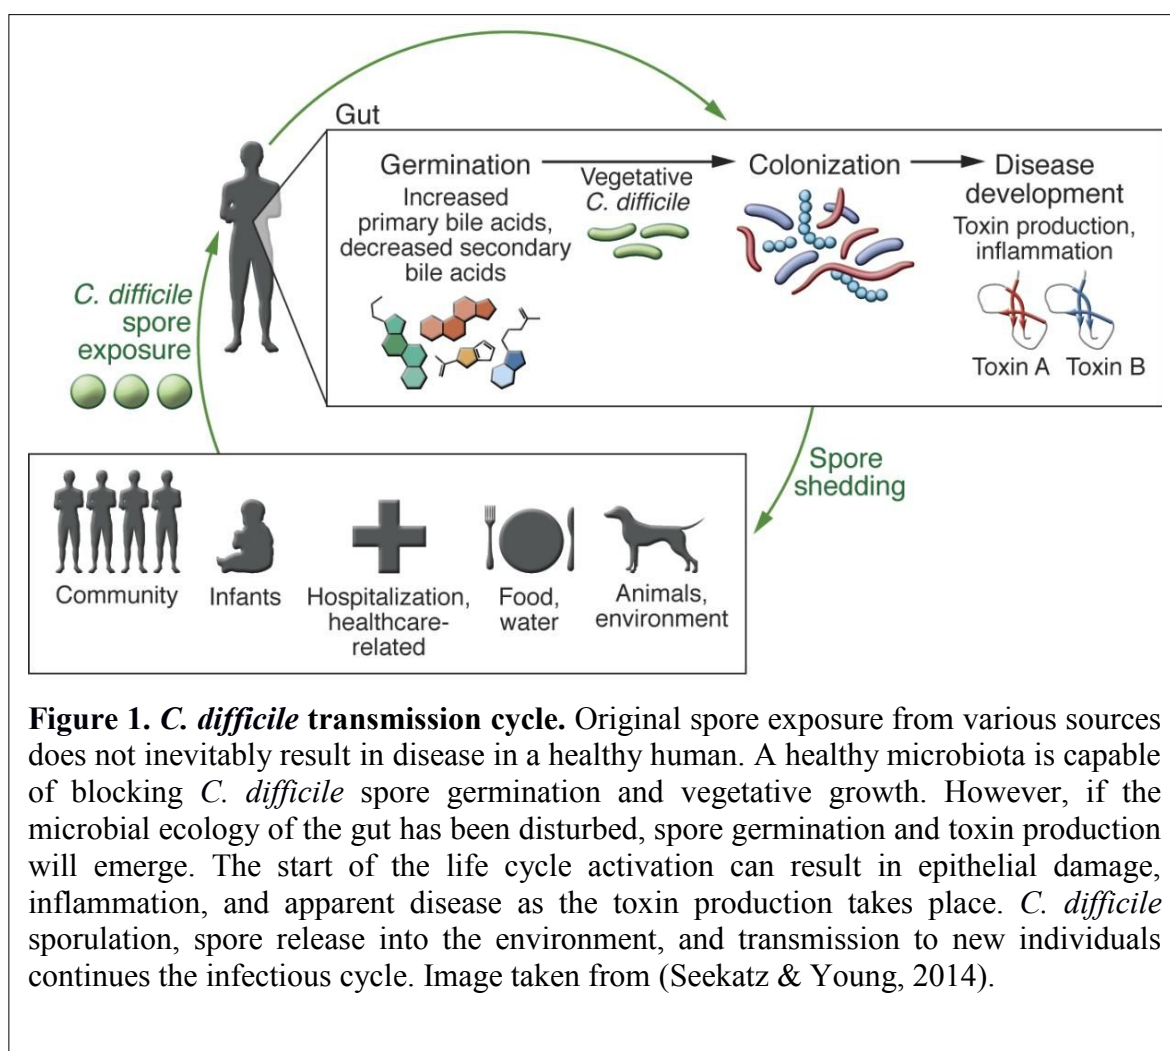 Gut
Germination
Increased
primary bile acids,
decreased secondary
bile acids
Vegetative
C. difficile
Colonization
Disease
development
Toxin production,
inflammation
Toxin A
Toxin B
C. difficile
spore
exposure
Spore
shedding
Community
Infants
Hospitalization,
healthcare-
related
Food,
water
Animals,
environment
Figure 1. C. difficile transmission cycle. Original spore exposure from various sources
does not inevitably result in disease in a healthy human. A healthy microbiota is capable
of blocking C. difficile spore germination and vegetative growth. However, if the
microbial ecology of the gut has been disturbed, spore germination and toxin production
will emerge. The start of the life cycle activation can result in epithelial damage,
inflammation, and apparent disease as the toxin production takes place. C. difficile
sporulation, spore release into the environment, and transmission to new individuals
continues the infectious cycle. Image taken from (Seekatz & Young, 2014).